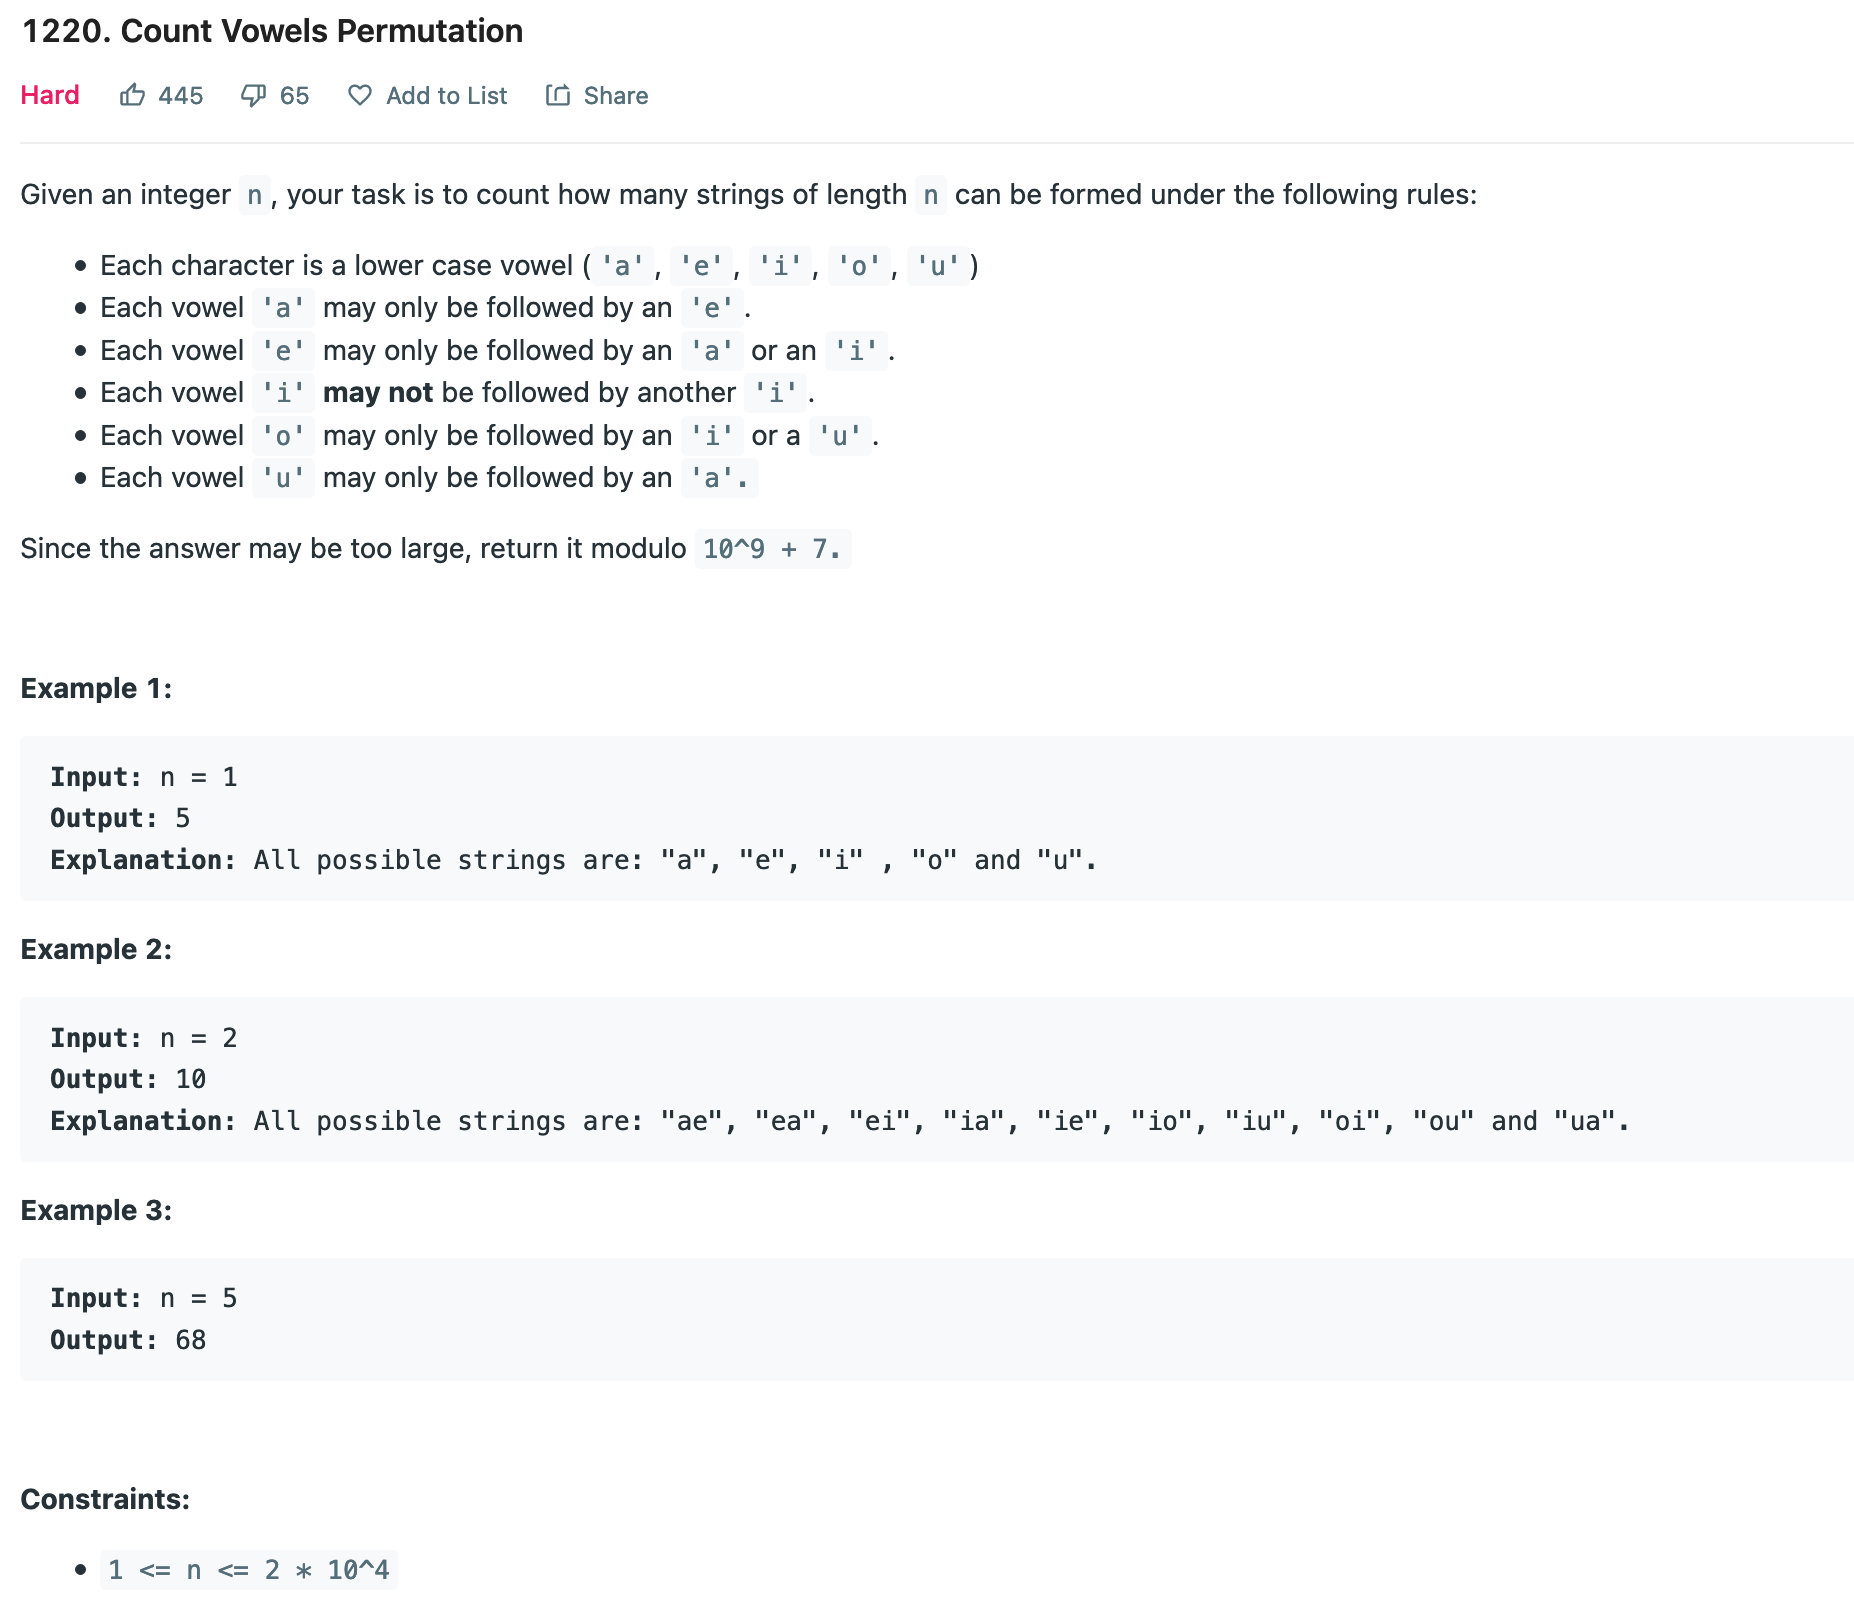 1220. Count Vowels Permutation
Hard 445 65 Add to List Share
Given an integer n, your task is to count how many strings of length n can be formed under the following rules:
• Each character is a lower case vowel ('a', 'e', 'i', 'o', 'u')
• Each vowel 'a' may only be followed by an 'e'.
• Each vowel 'e' may only be followed by an 'a' or an 'i'.
• Each vowel 'i' may not be followed by another 'i'.
• Each vowel 'o' may only be followed by an 'i' or a 'u'.
• Each vowel 'u' may only be followed by an 'a'.
Since the answer may be too large, return it modulo 10^9 + 7.
Example 1:
Input: n = 1
Output: 5
Explanation: All possible strings are: "a", "e", "i" , "o" and "u".
Example 2:
Input: n = 2
Output: 10
Explanation: All possible strings are: "ae", "ea", "ei", "ia", "ie", "io", "iu", "oi", "ou" and "ua".
Example 3:
Input: n = 5
Output: 68
Constraints:
• 1 <= n <= 2 * 10^4